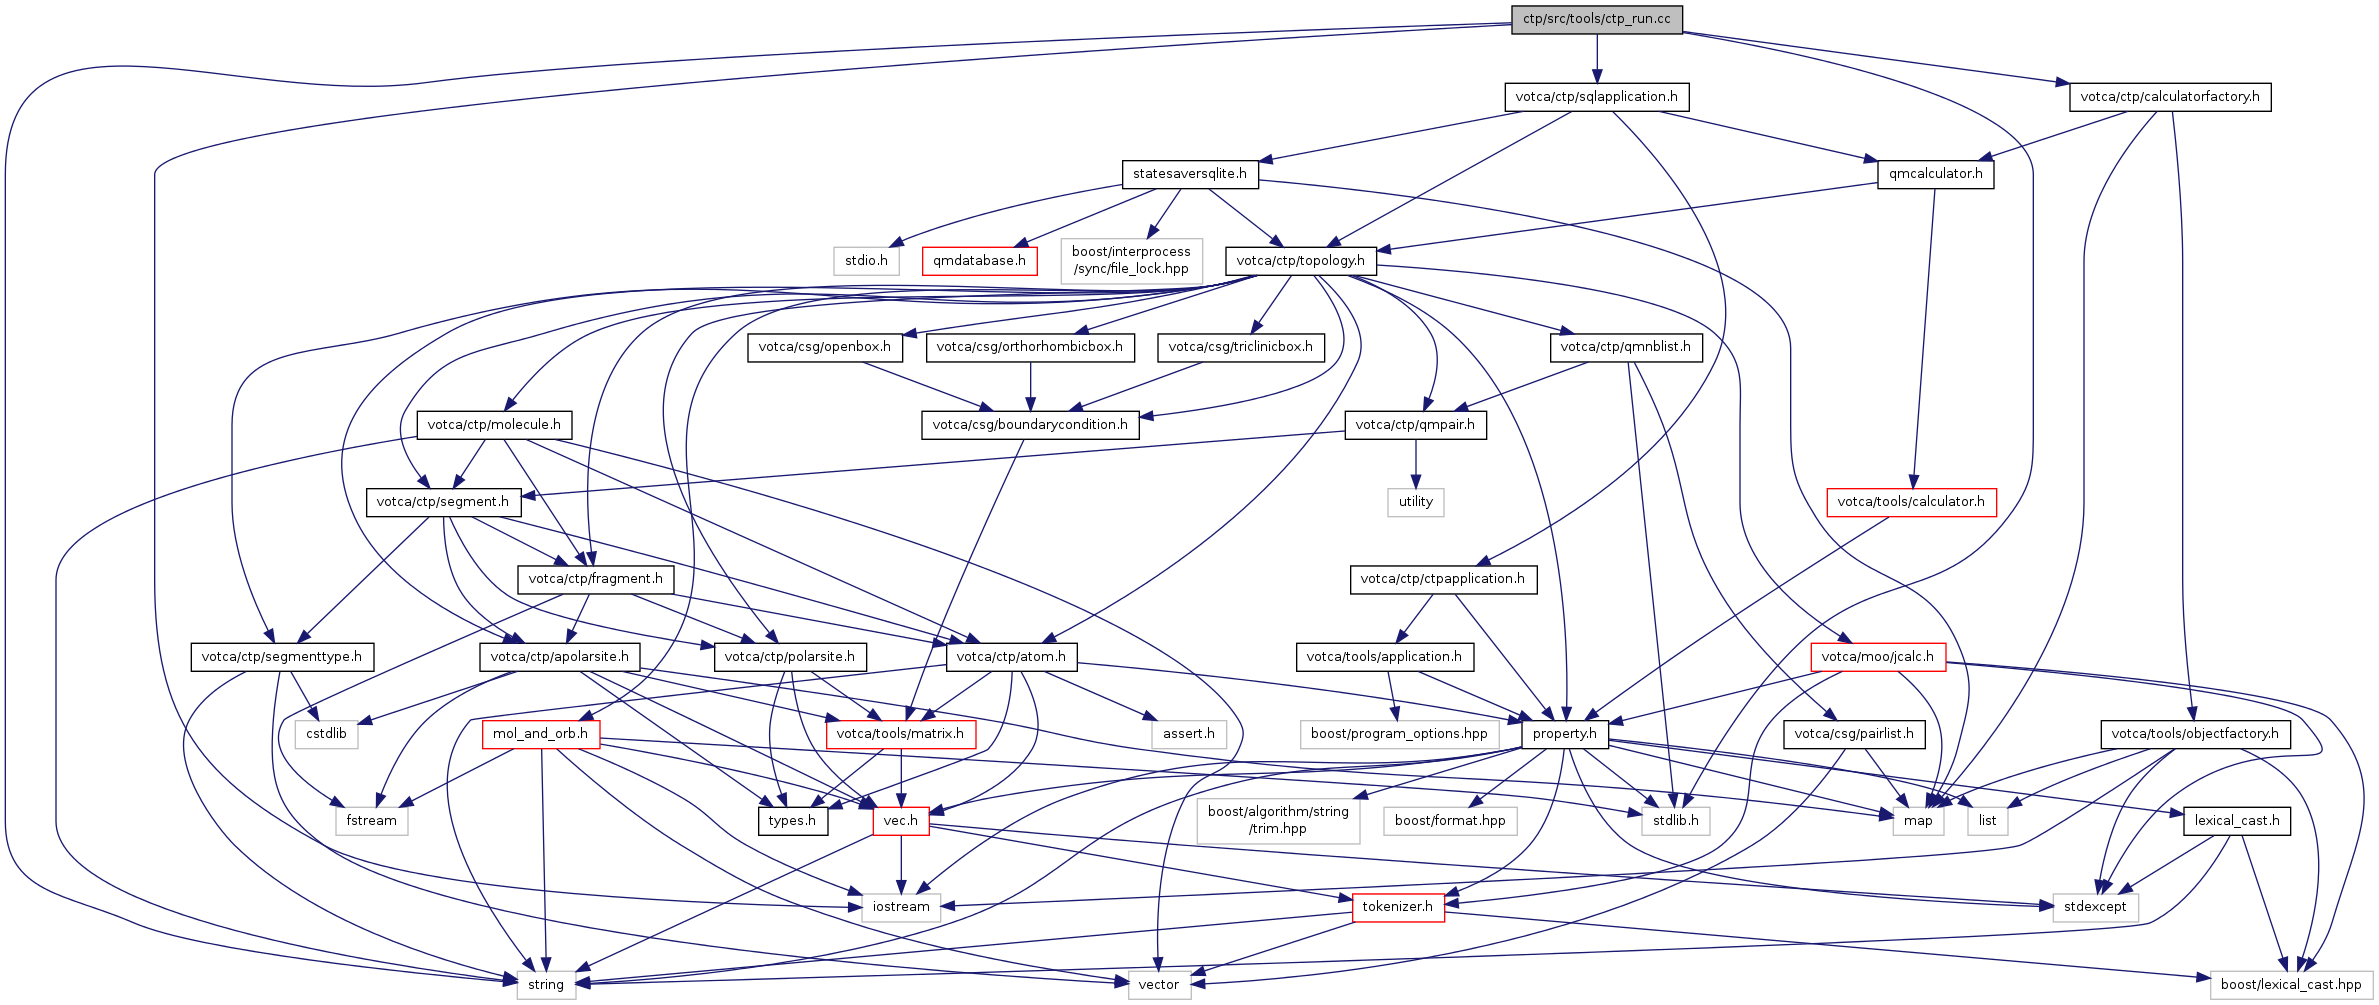 ctp/src/tools/ctp_run.cc
votca/ctp/sqlapplication.h
votca/ctp/calculatorfactory.h
statesaversqlite.h
qmcalculator.h
stdio.h
qmdatabase.h
boost/interprocess
/sync/file_lock.hpp
votca/ctp/topology.h
votca/csg/openbox.h
votca/csg/orthorhombicbox.h
votca/csg/triclinicbox.h
votca/ctp/qmnblist.h
votca/ctp/molecule.h
votca/csg/boundarycondition.h
votca/ctp/qmpair.h
votca/ctp/segment.h
utility
votca/tools/calculator.h
votca/ctp/fragment.h
votca/ctp/ctpapplication.h
votca/ctp/segmenttype.h
votca/ctp/apolarsite.h
votca/ctp/polarsite.h
votca/ctp/atom.h
votca/tools/application.h
votca/moo/jcalc.h
cstdlib
mol_and_orb.h
votca/tools/matrix.h
assert.h
boost/program_options.hpp
property.h
votca/csg/pairlist.h
votca/tools/objectfactory.h
fstream
types.h
vec.h
boost/algorithm/string
/trim.hpp
boost/format.hpp
stdlib.h
map
list
lexical_cast.h
iostream
tokenizer.h
stdexcept
string
vector
boost/lexical_cast.hpp